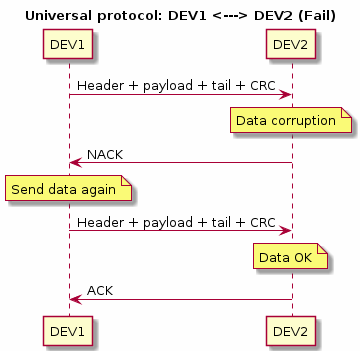 Universal protocol: DEV1 <---> DEV2 (Fail)
DEV1 DEV2
Header + payload + tail + CRC
Data corruption
NACK
Send data again
Header + payload + tail + CRC
Data OK
ACK
DEV1 DEV2